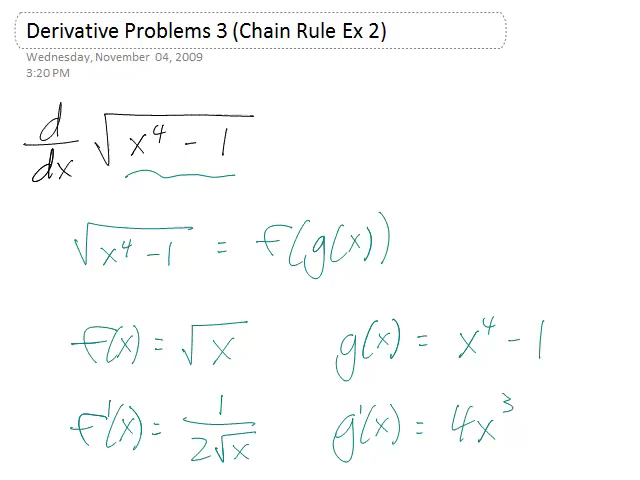 Derivative Problems 3 (Chain Rule Ex 2)
Wednesday, November 04, 2009
3:20 PM
d/dx √(x⁴ - 1)
√(x⁴ - 1) = f(g(x))
f(x) = √x g(x) = x⁴ - 1
f'(x) = 1/(2√x) g'(x) = 4x³